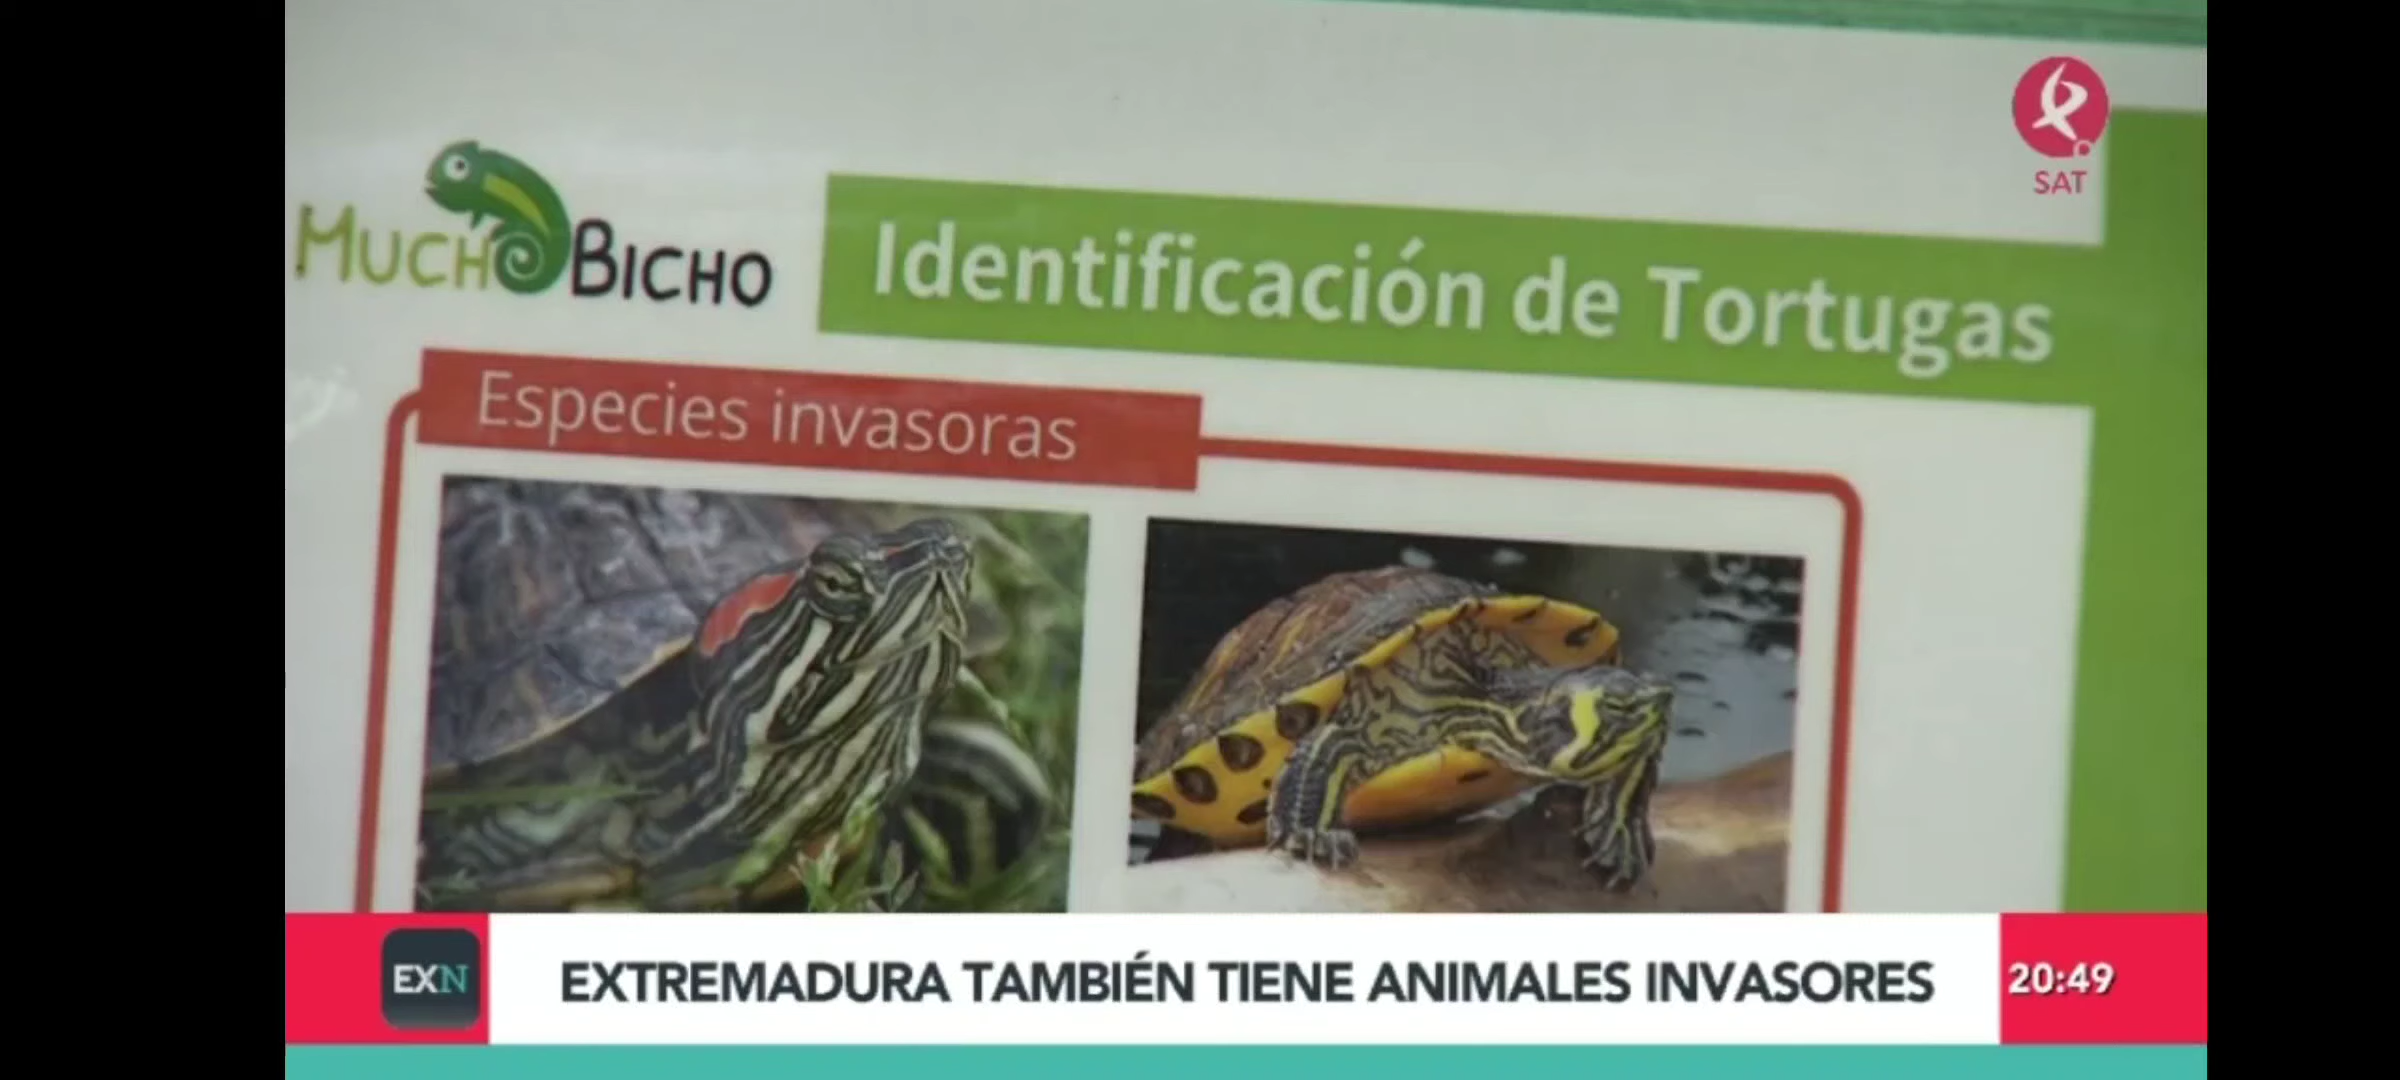 SAT
MUCHO BICHO
Identificación de Tortugas
Especies invasoras
EXN
EXTREMADURA TAMBIÉN TIENE ANIMALES INVASORES
20:49